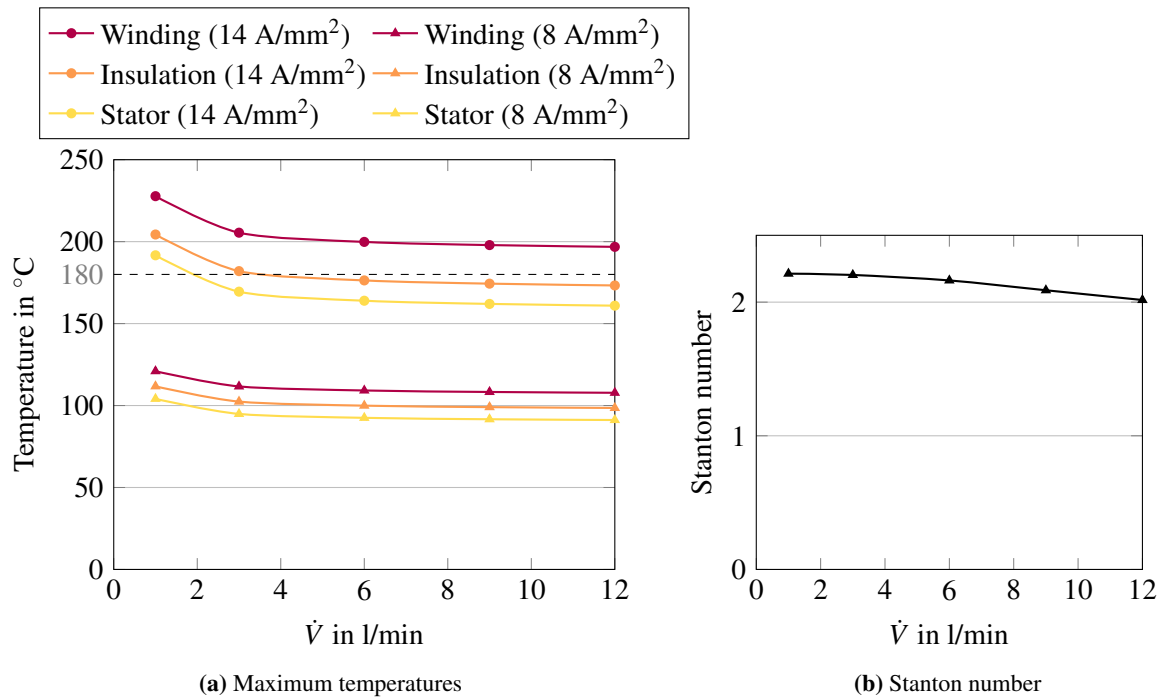 Winding (14 A/mm²) Winding (8 A/mm²)
Insulation (14 A/mm²) Insulation (8 A/mm²)
Stator (14 A/mm²) Stator (8 A/mm²)
Temperature in °C
250
200
180
150
100
50
0
0 2 4 6 8 10 12
V̇ in l/min
(a) Maximum temperatures
Stanton number
2
1
0
0 2 4 6 8 10 12
V̇ in l/min
(b) Stanton number